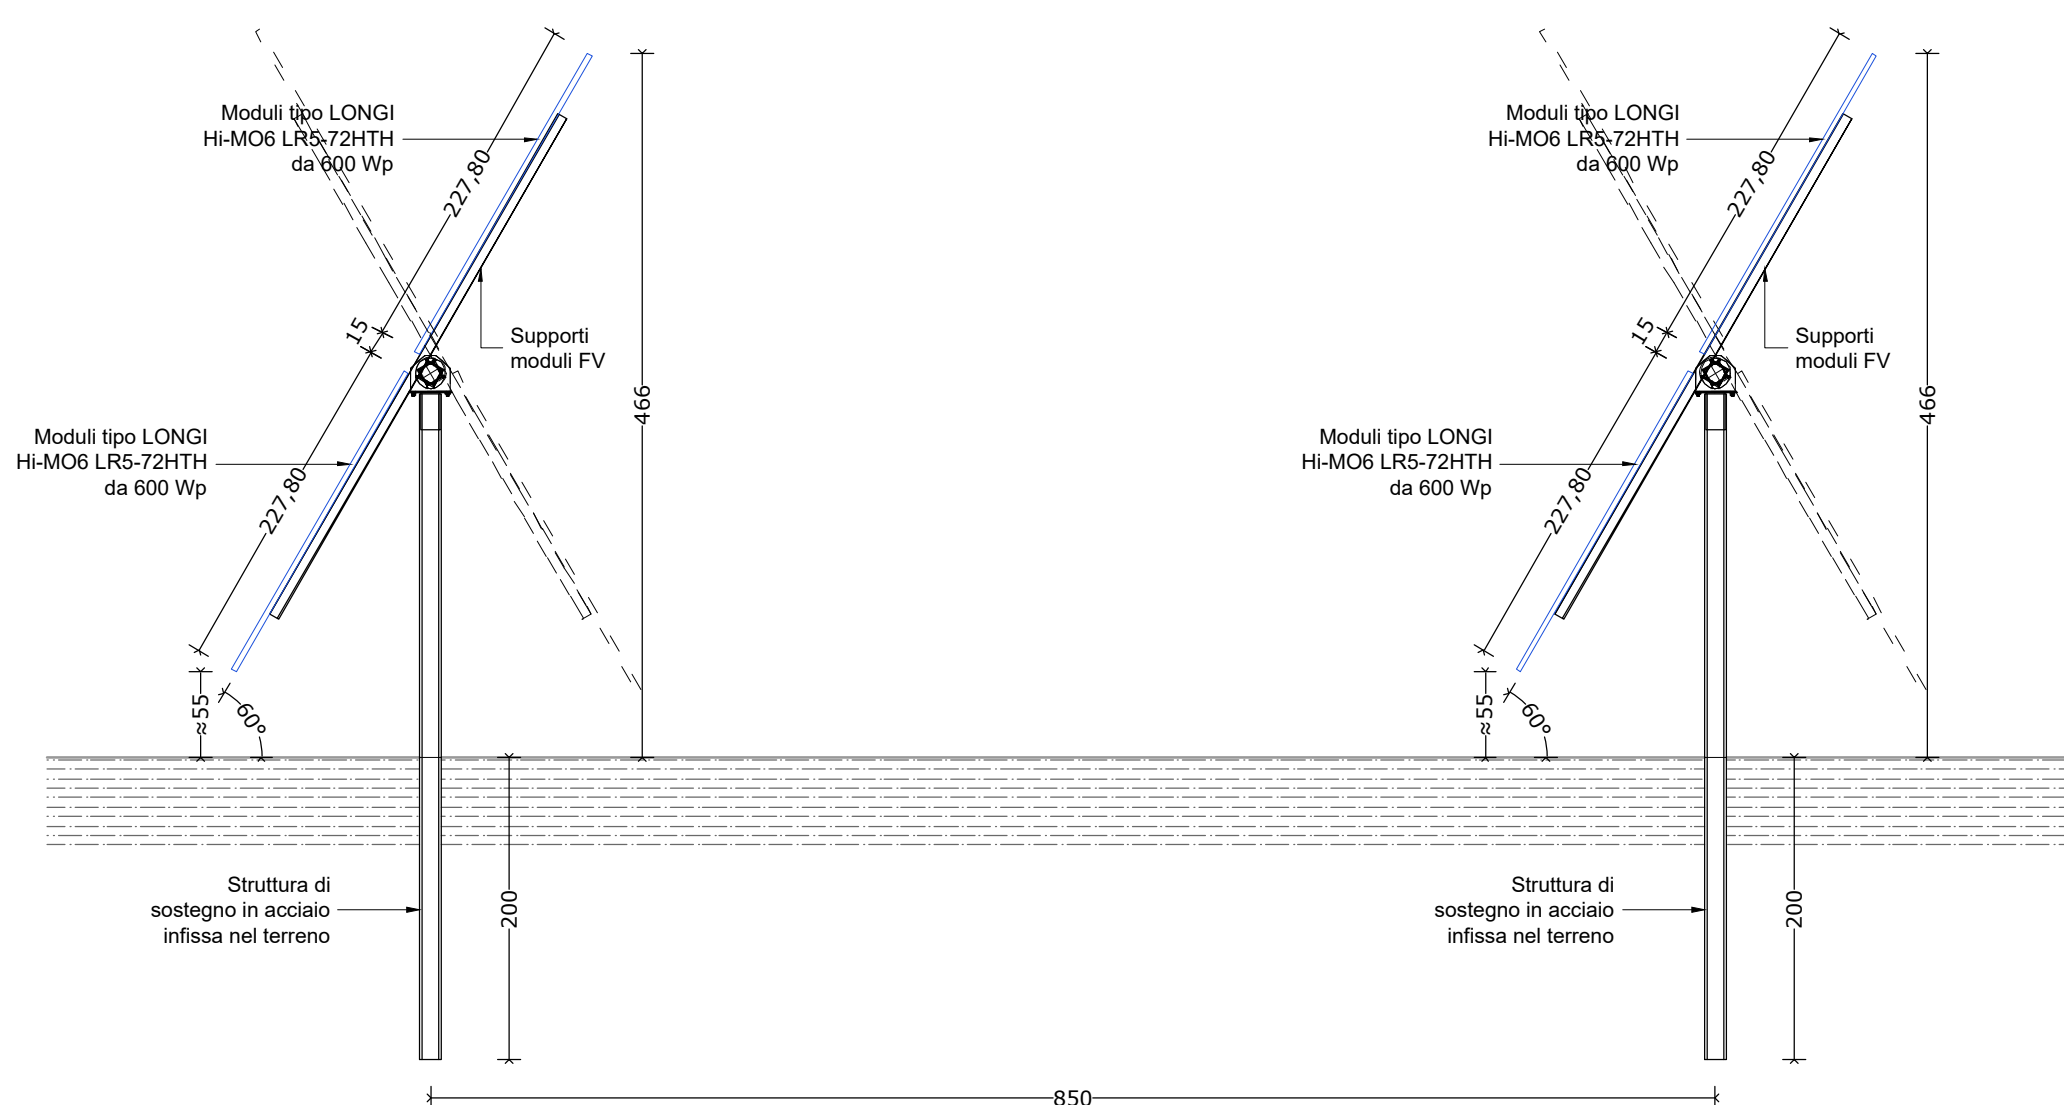 Moduli tipo LONGI
Hi-MO6 LR5-72HTH
da 600 Wp
227,80
15
Supporti
moduli FV
466
Moduli tipo LONGI
Hi-MO6 LR5-72HTH
da 600 Wp
227,80
≈55
60°
Struttura di
sostegno in acciaio
infissa nel terreno
200
Moduli tipo LONGI
Hi-MO6 LR5-72HTH
da 600 Wp
227,80
15
Supporti
moduli FV
466
Moduli tipo LONGI
Hi-MO6 LR5-72HTH
da 600 Wp
227,80
≈55
60°
Struttura di
sostegno in acciaio
infissa nel terreno
200
850